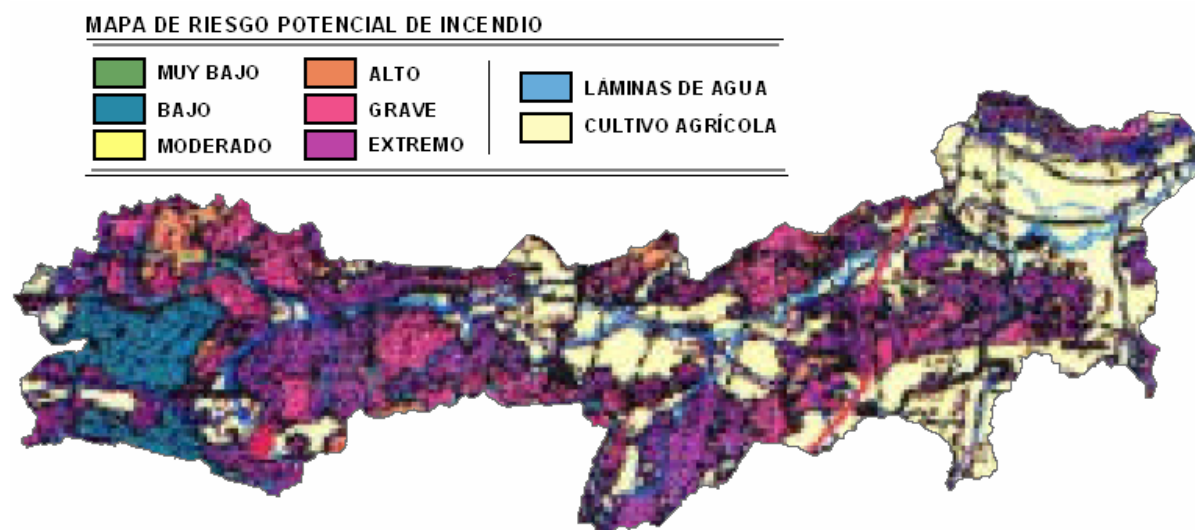 MAPA DE RIESGO POTENCIAL DE INCENDIO
MUY BAJO
BAJO
MODERADO
ALTO
GRAVE
EXTREMO
LÁMINAS DE AGUA
CULTIVO AGRÍCOLA